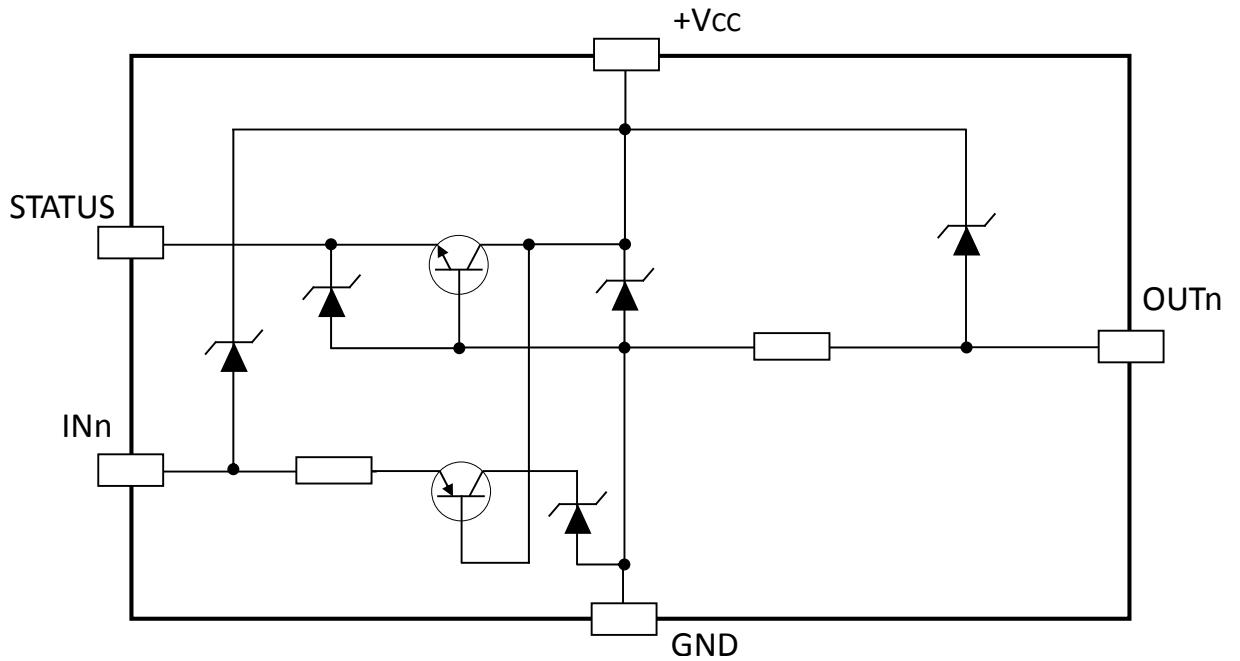 +Vcc
STATUS
OUTn
INn
GND